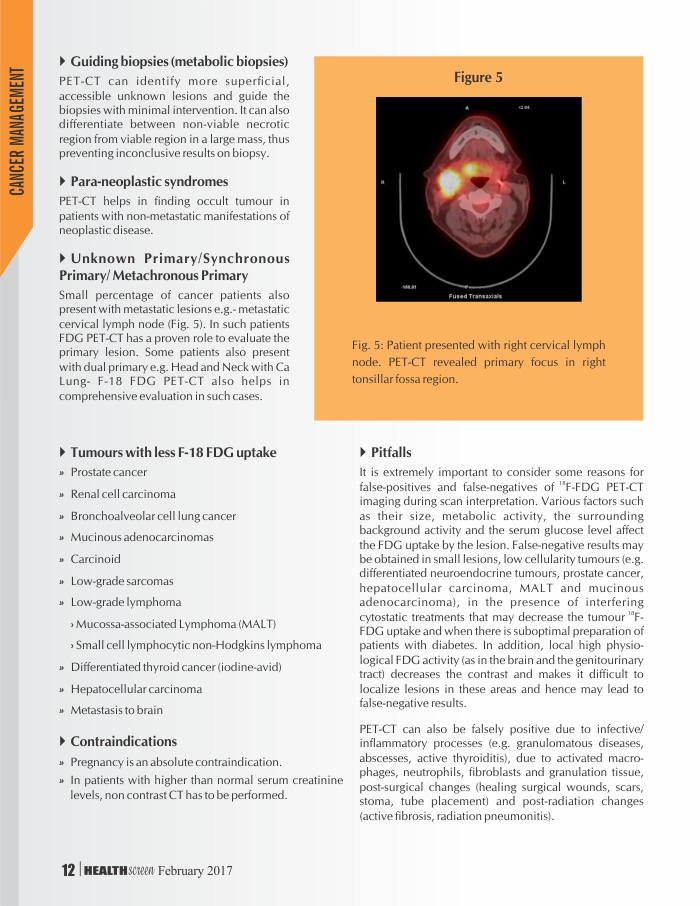 CANCER MANAGEMENT
Guiding biopsies (metabolic biopsies)
PET-CT can identify more superficial,
accessible unknown lesions and guide the
biopsies with minimal intervention. It can also
differentiate between non-viable necrotic
region from viable region in a large mass, thus
preventing inconclusive results on biopsy.
Para-neoplastic syndromes
PET-CT helps in finding occult tumour in
patients with non-metastatic manifestations of
neoplastic disease.
Unknown Primary/Synchronous
Primary/ Metachronous Primary
Small percentage of cancer patients also
present with metastatic lesions e.g.- metastatic
cervical lymph node (Fig. 5). In such patients
FDG PET-CT has a proven role to evaluate the
primary lesion. Some patients also present
with dual primary e.g. Head and Neck with Ca
Lung- F-18 FDG PET-CT also helps in
comprehensive evaluation in such cases.
Figure 5
A
R
L
Fused Transaxials
Fig. 5: Patient presented with right cervical lymph
node. PET-CT revealed primary focus in right
tonsillar fossa region.
Tumours with less F-18 FDG uptake
» Prostate cancer
» Renal cell carcinoma
» Bronchoalveolar cell lung cancer
» Mucinous adenocarcinomas
» Carcinoid
» Low-grade sarcomas
» Low-grade lymphoma
› Mucossa-associated Lymphoma (MALT)
› Small cell lymphocytic non-Hodgkins lymphoma
» Differentiated thyroid cancer (iodine-avid)
» Hepatocellular carcinoma
» Metastasis to brain
Contraindications
» Pregnancy is an absolute contraindication.
» In patients with higher than normal serum creatinine
levels, non contrast CT has to be performed.
Pitfalls
It is extremely important to consider some reasons for
false-positives and false-negatives of ¹⁸F-FDG PET-CT
imaging during scan interpretation. Various factors such
as their size, metabolic activity, the surrounding
background activity and the serum glucose level affect
the FDG uptake by the lesion. False-negative results may
be obtained in small lesions, low cellularity tumours (e.g.
differentiated neuroendocrine tumours, prostate cancer,
hepatocellular carcinoma, MALT and mucinous
adenocarcinoma), in the presence of interfering
cytostatic treatments that may decrease the tumour ¹⁸F-
FDG uptake and when there is suboptimal preparation of
patients with diabetes. In addition, local high physio-
logical FDG activity (as in the brain and the genitourinary
tract) decreases the contrast and makes it difficult to
localize lesions in these areas and hence may lead to
false-negative results.
PET-CT can also be falsely positive due to infective/
inflammatory processes (e.g. granulomatous diseases,
abscesses, active thyroiditis), due to activated macro-
phages, neutrophils, fibroblasts and granulation tissue,
post-surgical changes (healing surgical wounds, scars,
stoma, tube placement) and post-radiation changes
(active fibrosis, radiation pneumonitis).
12 | HEALTHscreen February 2017